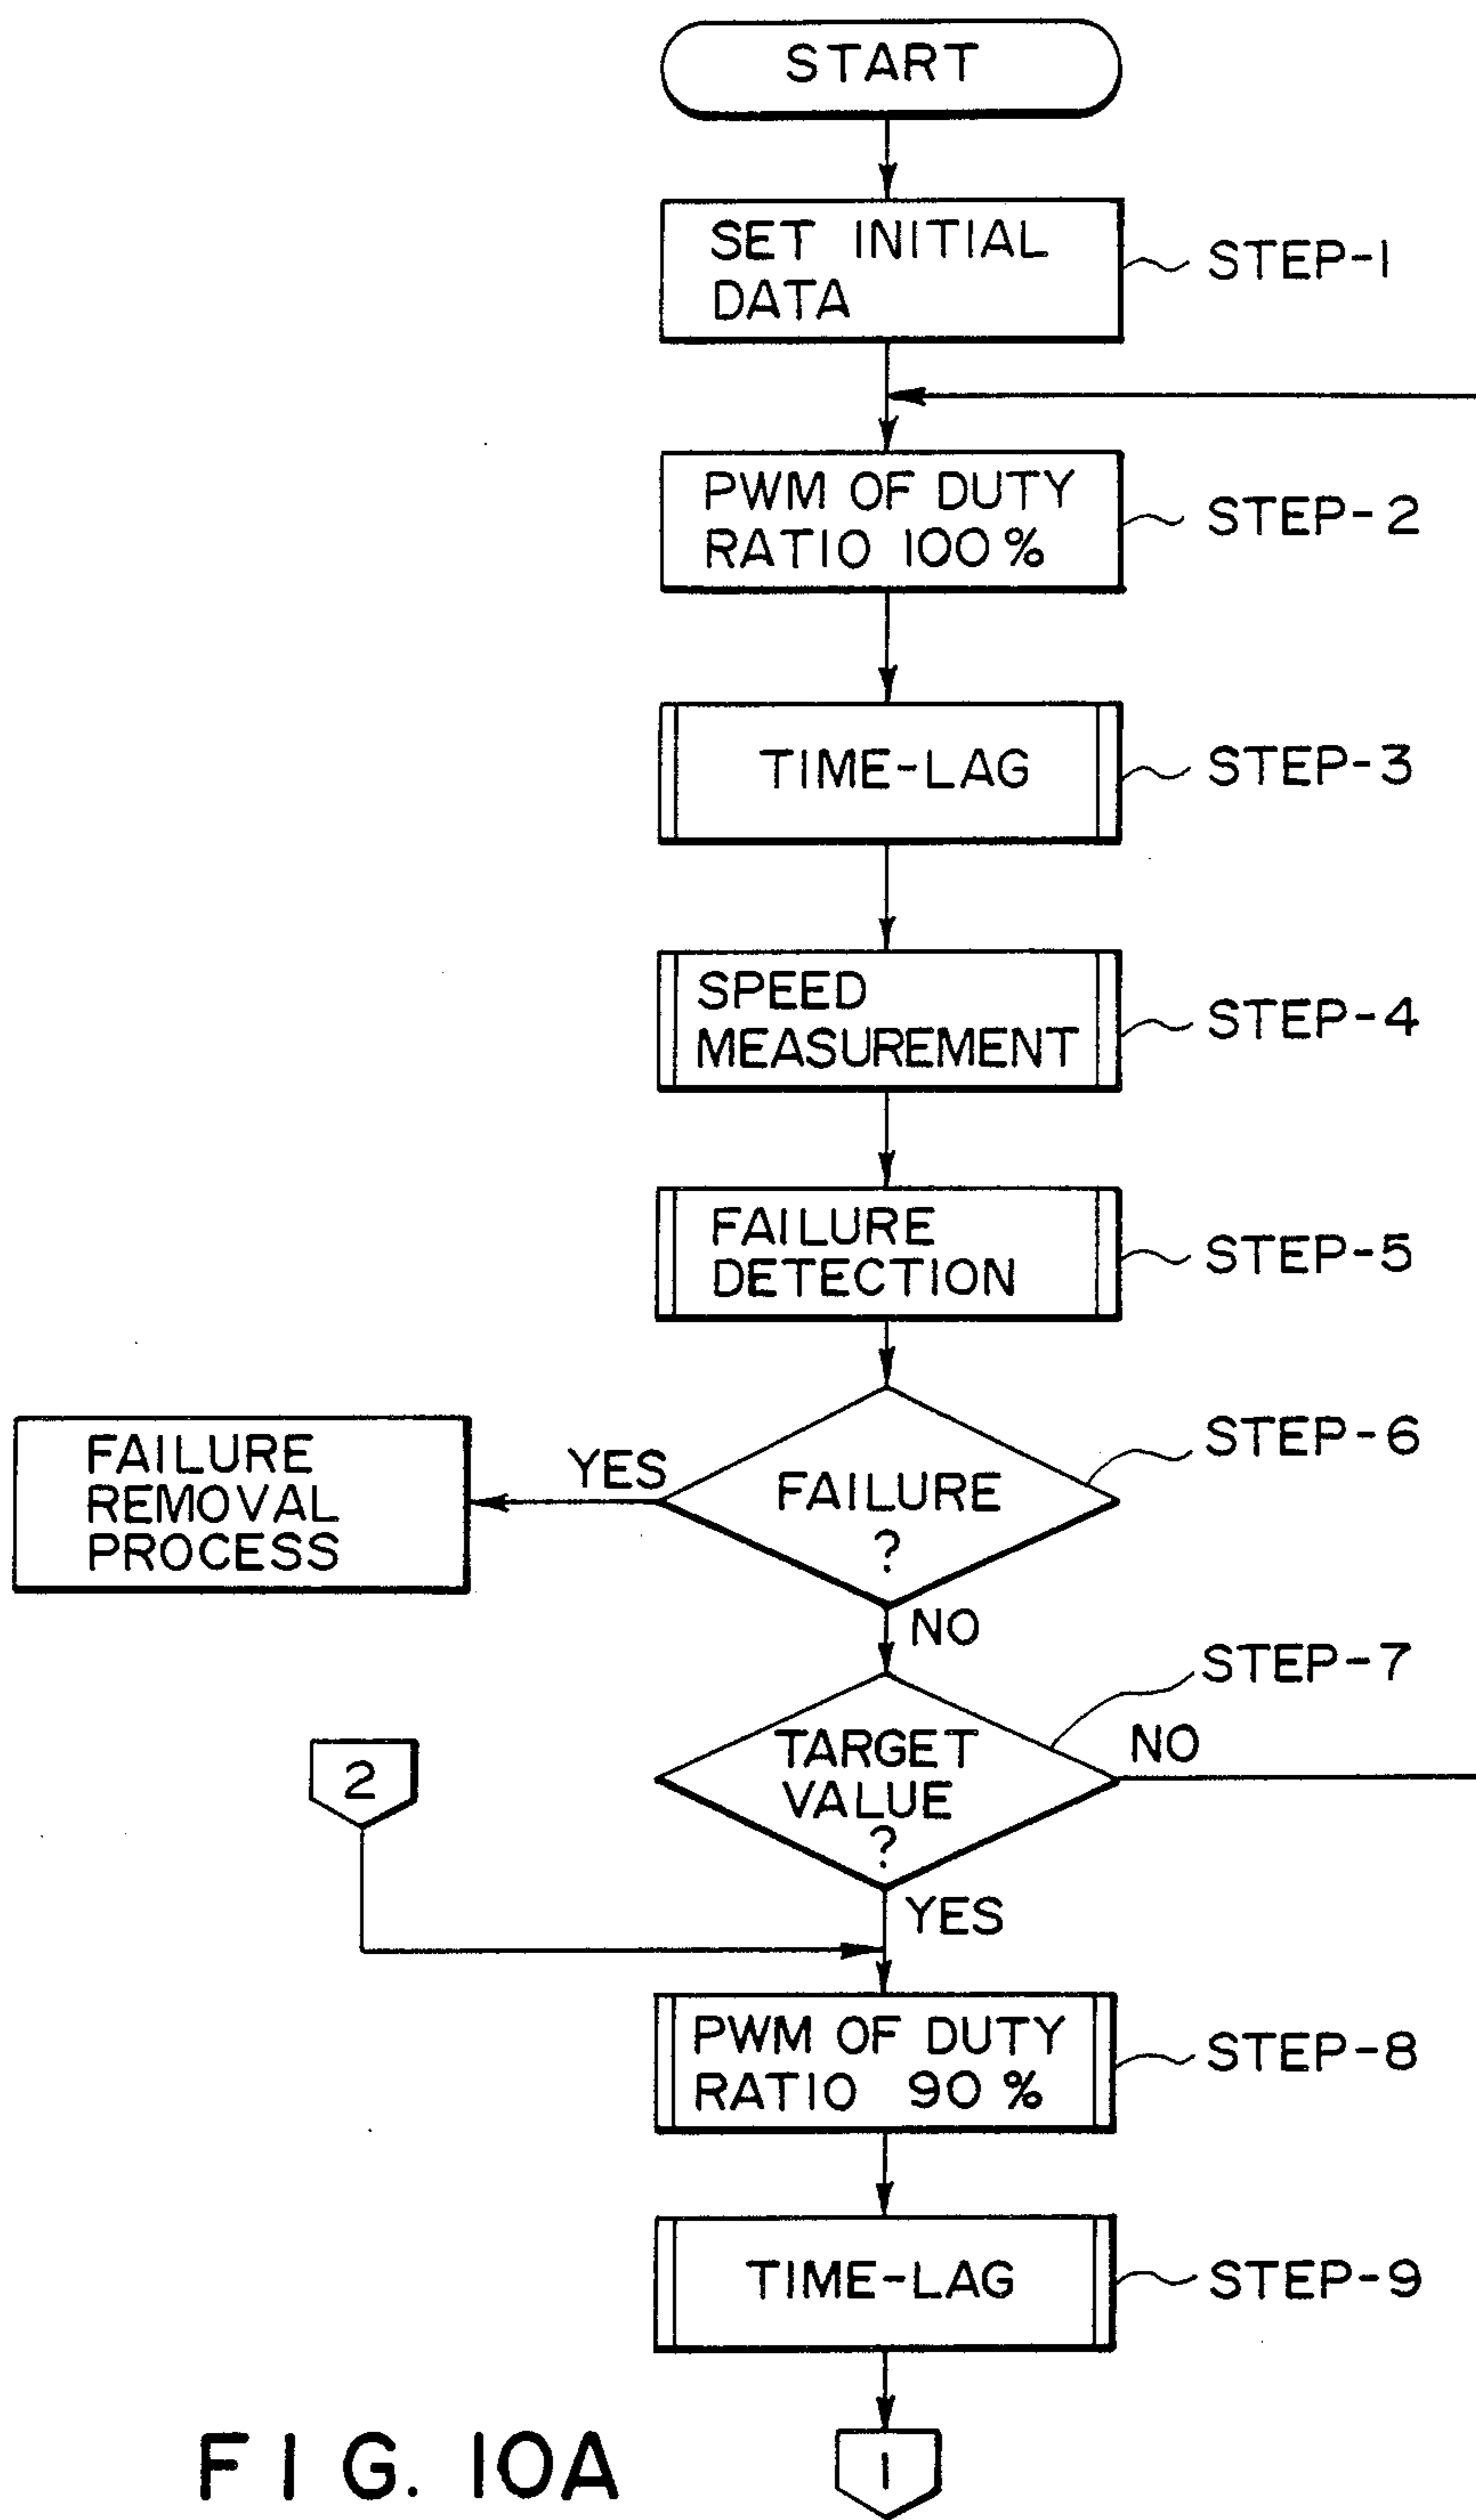 START
SET INITIAL
DATA
STEP-1
PWM OF DUTY
RATIO 100%
STEP-2
TIME-LAG
STEP-3
SPEED
MEASUREMENT
STEP-4
FAILURE
DETECTION
STEP-5
STEP-6
FAILURE
REMOVAL
PROCESS
YES
FAILURE
?
NO
STEP-7
TARGET
VALUE
?
NO
2
YES
PWM OF DUTY
RATIO 90%
STEP-8
TIME-LAG
STEP-9
1
FIG. 10A